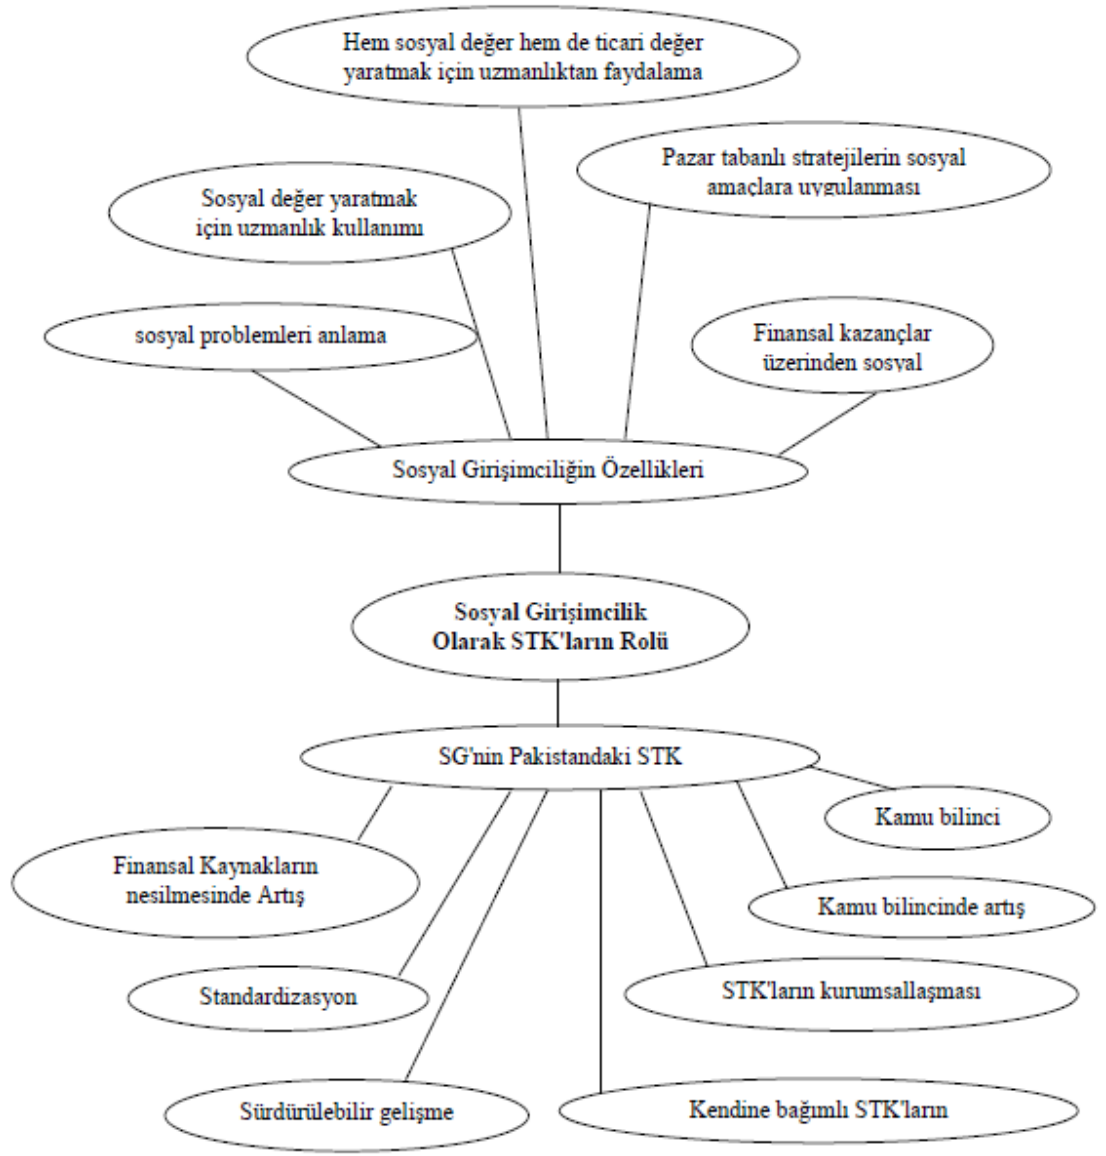 Hem sosyal değer hem de ticari değer
yaratmak için uzmanlıktan faydalama
Pazar tabanlı stratejilerin sosyal
amaçlara uygulanması
Sosyal değer yaratmak
için uzmanlık kullanımı
sosyal problemleri anlama
Finansal kazançlar
üzerinden sosyal
Sosyal Girişimciliğin Özellikleri
Sosyal Girişimcilik
Olarak STK'ların Rolü
SG'nin Pakistandaki STK
Kamu bilinci
Finansal Kaynakların
nesilmesinde Artış
Kamu bilincinde artış
STK'ların kurumsallaşması
Standardizasyon
Sürdürülebilir gelişme
Kendine bağımlı STK'ların